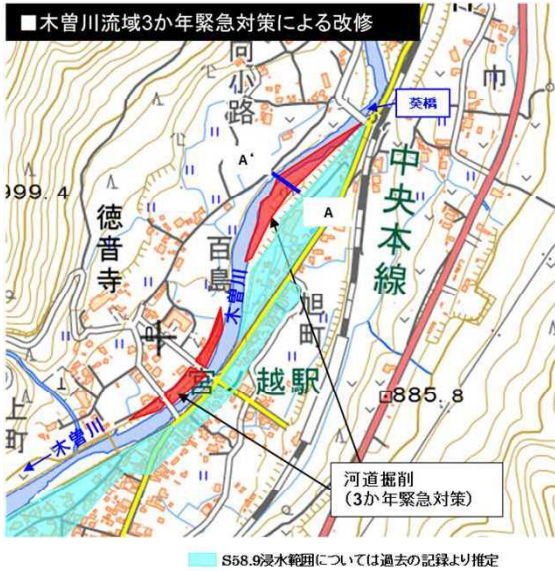 ■木曽川流域3か年緊急対策による改修
向小路
巾
葵橋
A'
A
999.4
中央本線
徳音寺
百島
木曽川
旭町
宮ノ越駅
885.8
上町
木曽川
河道掘削
(3か年緊急対策)
S58.9浸水範囲については過去の記録より推定